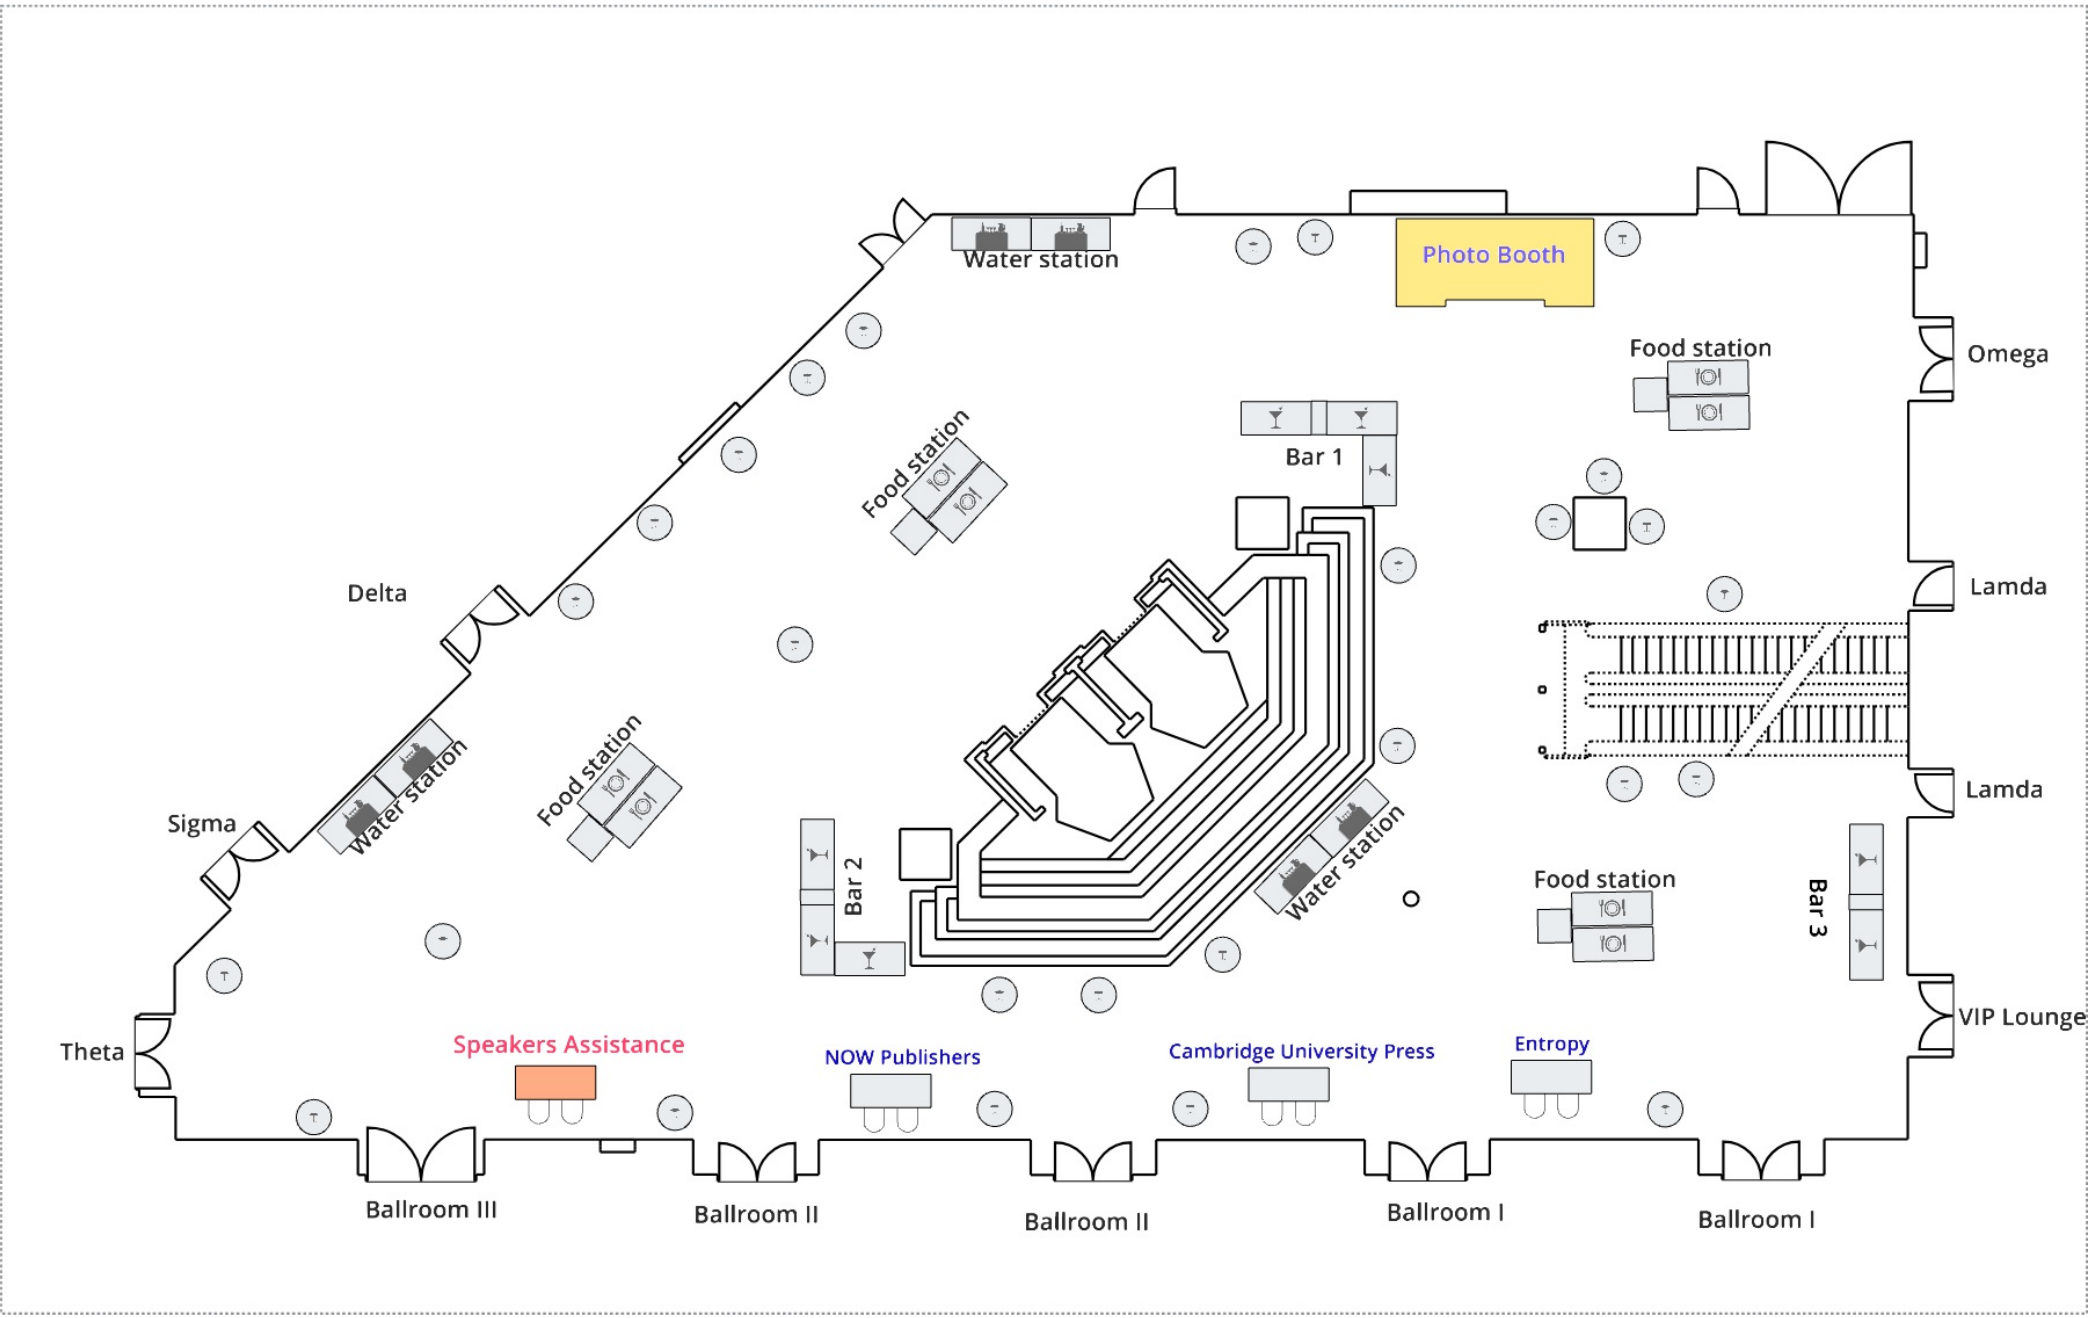 Water station
Photo Booth
Food station
Omega
Food station
Bar 1
Delta
Lamda
Water station
Food station
Sigma
Lamda
Bar 2
Water station
Food station
Bar 3
VIP Lounge
Theta
Speakers Assistance
NOW Publishers
Cambridge University Press
Entropy
Ballroom III
Ballroom II
Ballroom II
Ballroom I
Ballroom I